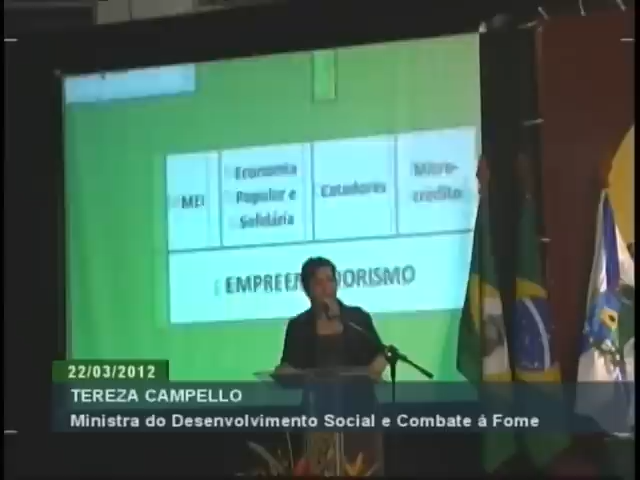 MEI
Economia
Popular e
Solidária
Catadores
Micro-
credito
EMPREE DORISMO
22/03/2012
TEREZA CAMPELLO
Ministra do Desenvolvimento Social e Combate á Fome